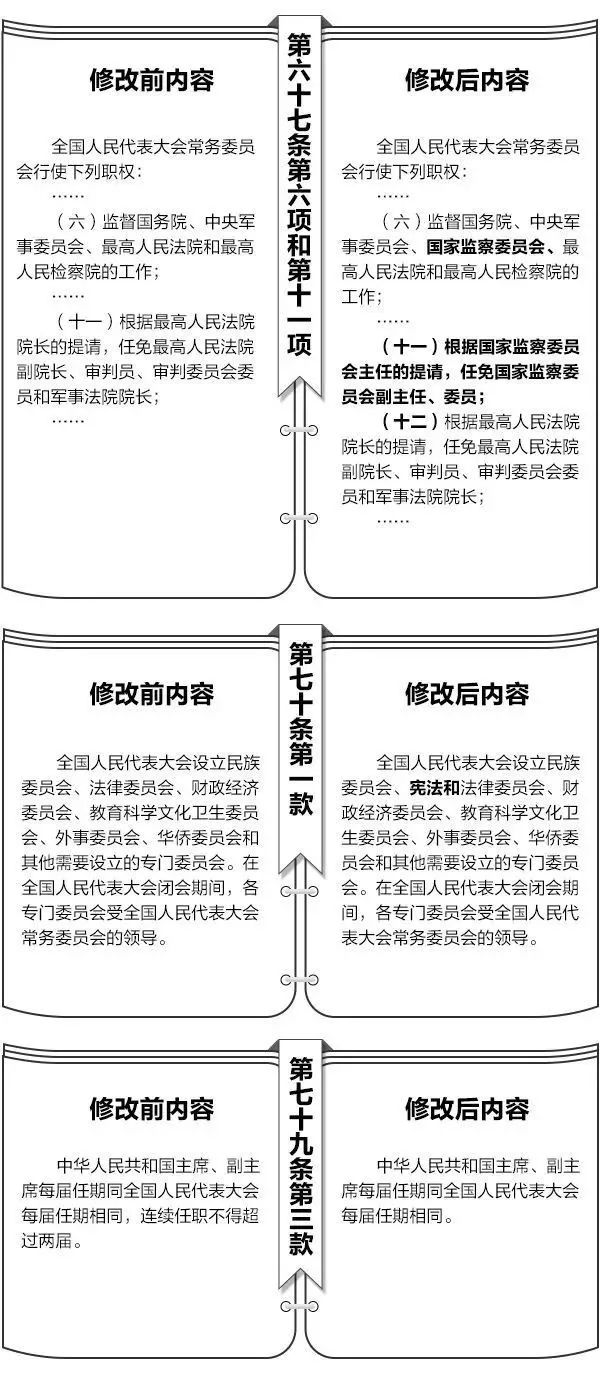 第六十七条第六项和第十一项
修改前内容
全国人民代表大会常务委员
会行使下列职权：
……
（六）监督国务院、中央军
事委员会、最高人民法院和最高
人民检察院的工作；
……
（十一）根据最高人民法院
院长的提请，任免最高人民法院
副院长、审判员、审判委员会委
员和军事法院院长；
……
修改后内容
全国人民代表大会常务委员
会行使下列职权：
……
（六）监督国务院、中央军
事委员会、国家监察委员会、最
高人民法院和最高人民检察院的
工作；
……
（十一）根据国家监察委员
会主任的提请，任免国家监察委
员会副主任、委员；
（十二）根据最高人民法院
院长的提请，任免最高人民法院
副院长、审判员、审判委员会委
员和军事法院院长；
……
第七十条第一款
修改前内容
全国人民代表大会设立民族
委员会、法律委员会、财政经济
委员会、教育科学文化卫生委员
会、外事委员会、华侨委员会和
其他需要设立的专门委员会。在
全国人民代表大会闭会期间，各
专门委员会受全国人民代表大会
常务委员会的领导。
修改后内容
全国人民代表大会设立民族
委员会、宪法和法律委员会、财
政经济委员会、教育科学文化卫
生委员会、外事委员会、华侨委
员会和其他需要设立的专门委员
会。在全国人民代表大会闭会期
间，各专门委员会受全国人民代
表大会常务委员会的领导。
第七十九条第三款
修改前内容
中华人民共和国主席、副主
席每届任期同全国人民代表大会
每届任期相同，连续任职不得超
过两届。
修改后内容
中华人民共和国主席、副主
席每届任期同全国人民代表大会
每届任期相同。